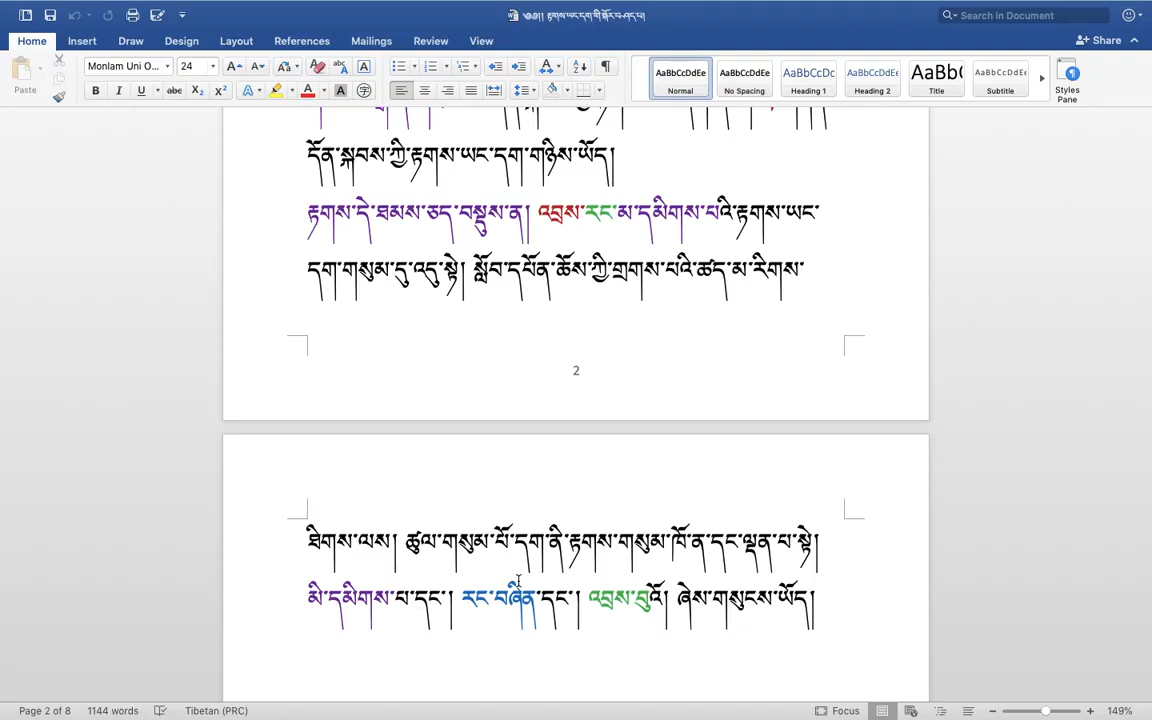 ༄༅།། རྟགས་ཡང་དག་གི་སྐོར་བཤད་པ།
Search in Document
Home Insert Draw Design Layout References Mailings Review View
Share
Monlam Uni O... 24
Paste
AaBbCcDdEe AaBbCcDdEe AaBbCcDc AaBbCcDdEe AaBb( AaBbCcDdEe
Normal No Spacing Heading 1 Heading 2 Title Subtitle
Styles Pane
དོན་སྐབས་ཀྱི་རྟགས་ཡང་དག་གཉིས་ཡོད།
རྟགས་དེ་ཐམས་ཅད་བསྡུས་ན། འབྲས་རང་མ་དམིགས་པའི་རྟགས་ཡང་
དག་གསུམ་དུ་འདུ་སྟེ། སློབ་དཔོན་ཆོས་ཀྱི་གྲགས་པའི་ཚད་མ་རིགས་
2
ཐིགས་ལས། ཚུལ་གསུམ་པོ་དག་ནི་རྟགས་གསུམ་ཁོ་ན་དང་ལྡན་པ་སྟེ།
མི་དམིགས་པ་དང་། རང་བཞིན་དང་། འབྲས་བུའོ། ཞེས་གསུངས་ཡོད།
Page 2 of 8 1144 words Tibetan (PRC) Focus 149%